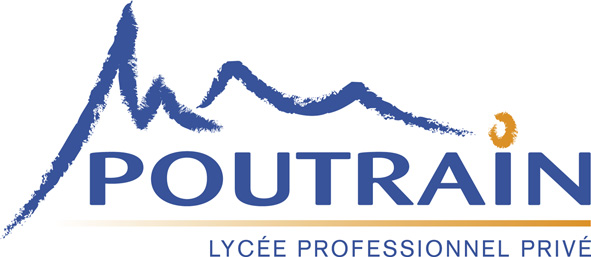 POUTRAIN
LYCÉE PROFESSIONNEL PRIVÉ